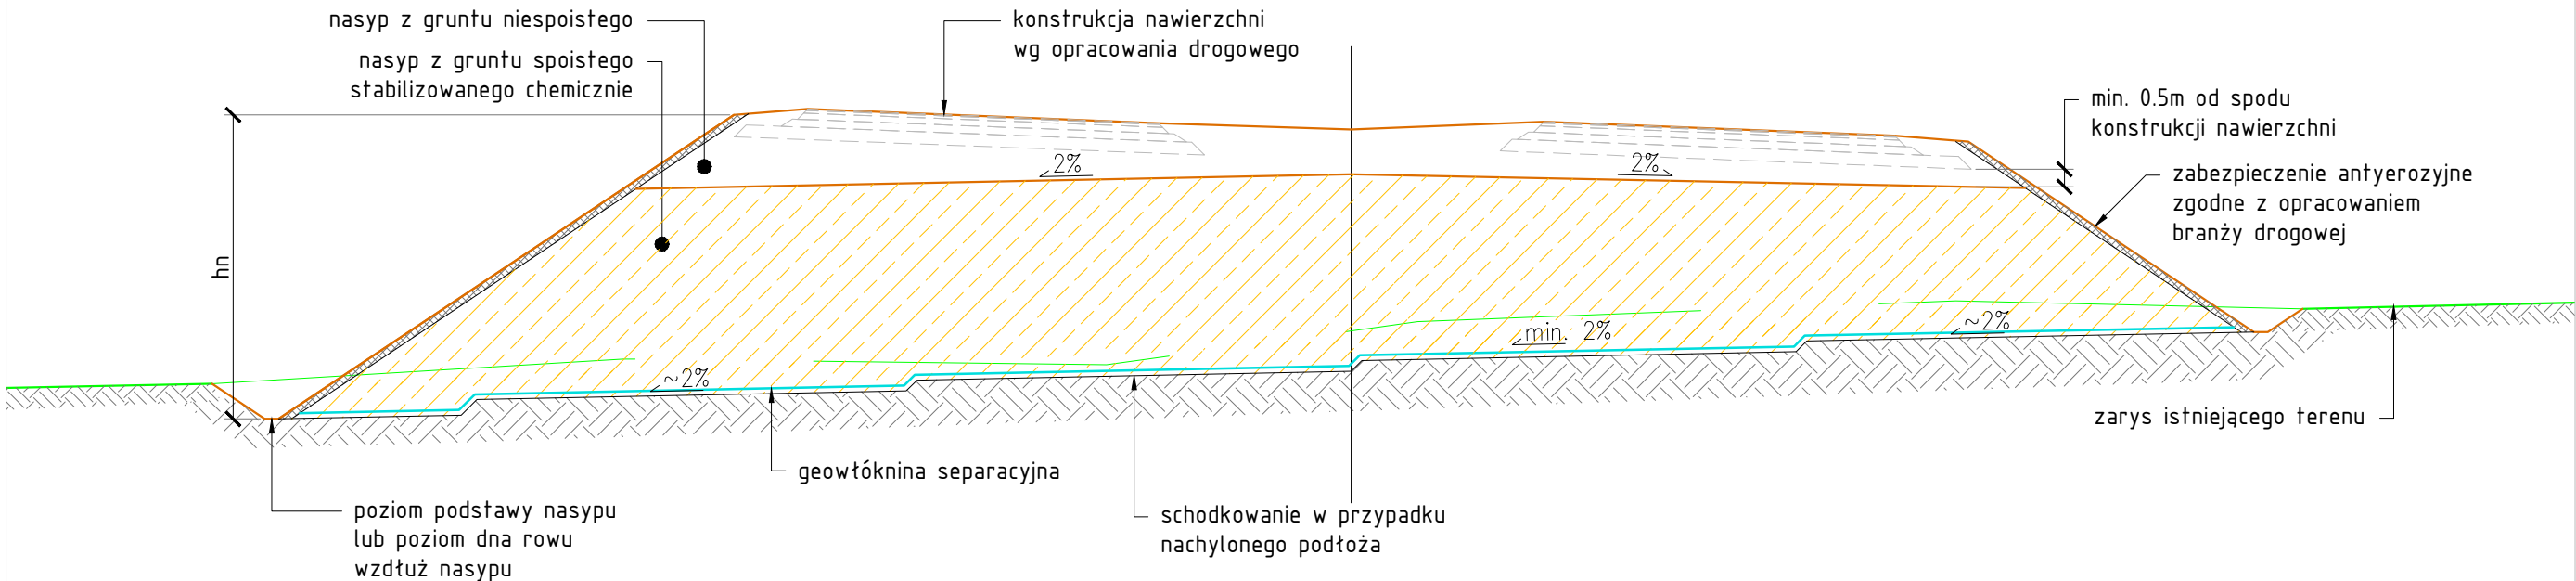 nasyp z gruntu niespoistego
nasyp z gruntu spoistego
stabilizowanego chemicznie
konstrukcja nawierzchni
wg opracowania drogowego
min. 0.5m od spodu
konstrukcji nawierzchni
zabezpieczenie antyerozyjne
zgodne z opracowaniem
branży drogowej
2%
2%
hn
min. 2%
~2%
~2%
zarys istniejącego terenu
geowłóknina separacyjna
poziom podstawy nasypu
lub poziom dna rowu
wzdłuż nasypu
schodkowanie w przypadku
nachylonego podłoża